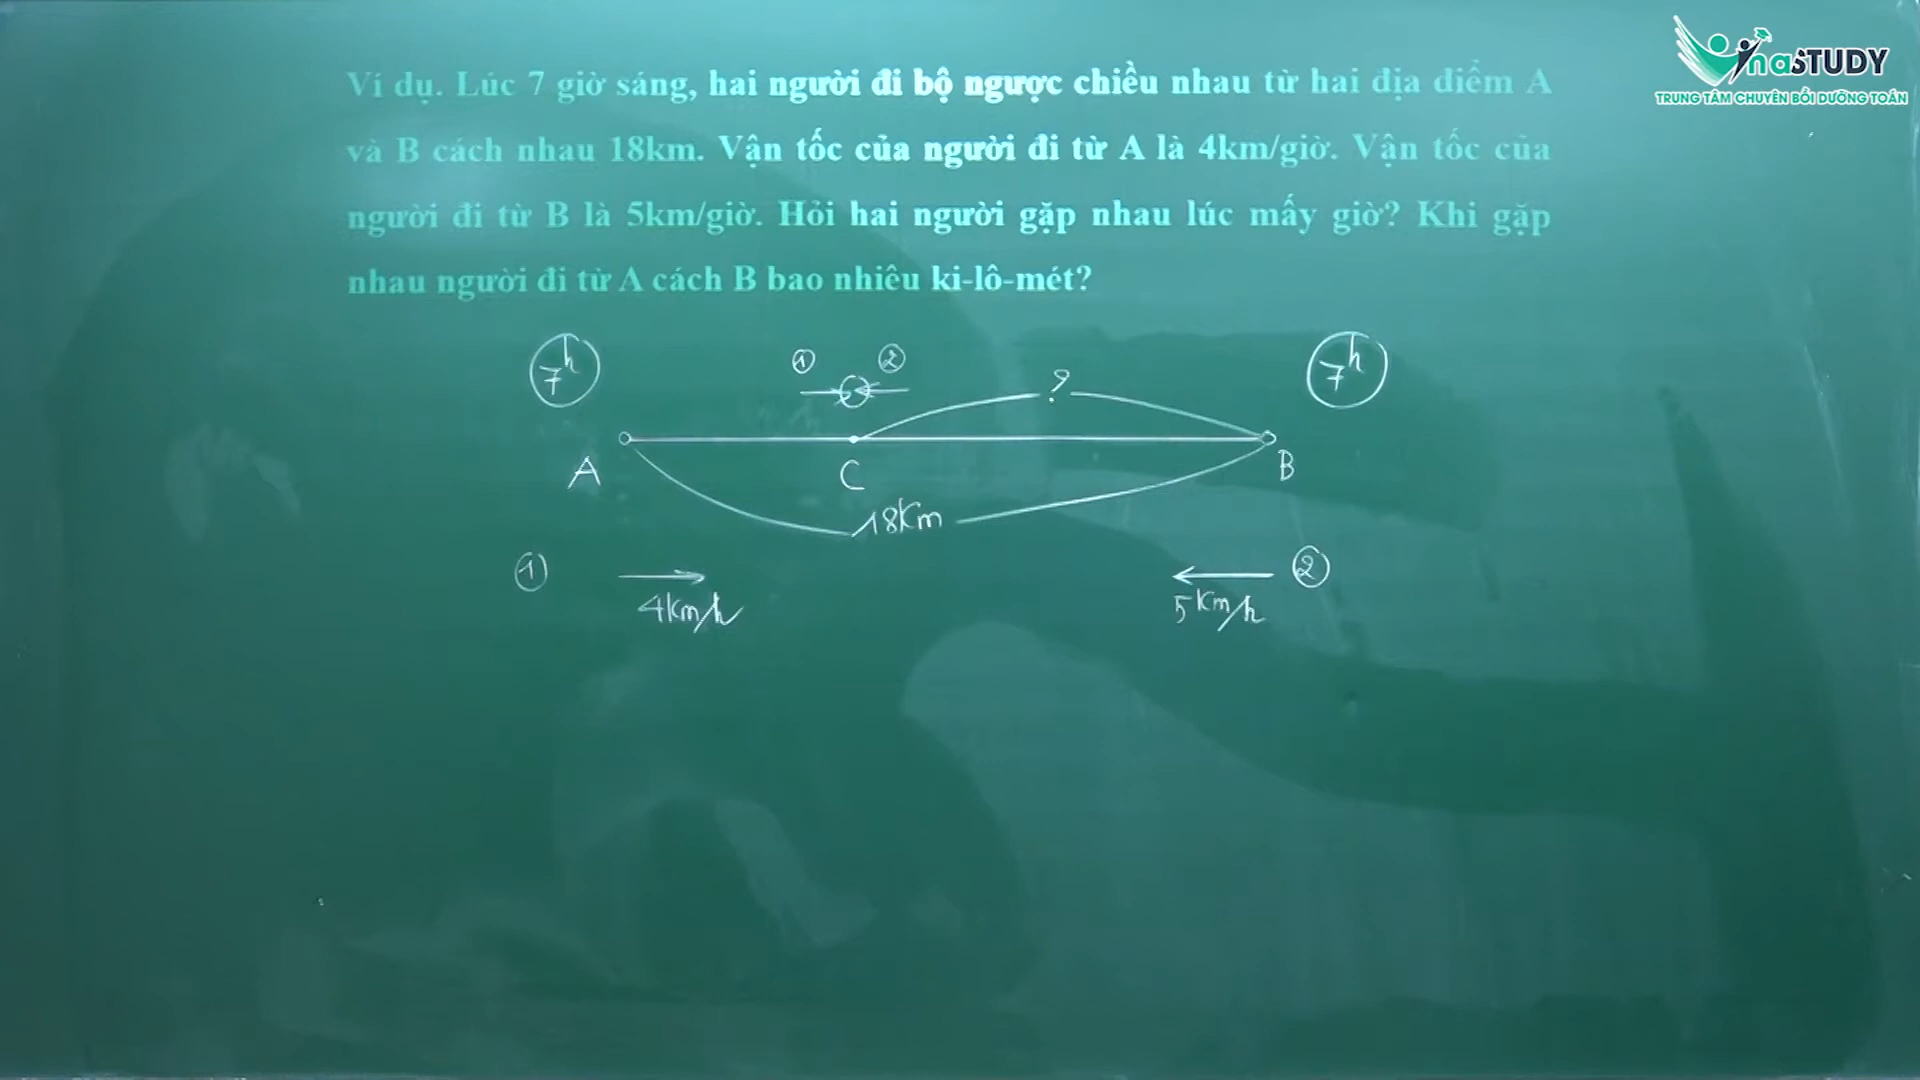 VinaSTUDY
TRUNG TÂM CHUYÊN BỒI DƯỠNG TOÁN
Ví dụ. Lúc 7 giờ sáng, hai người đi bộ ngược chiều nhau từ hai địa điểm A
và B cách nhau 18km. Vận tốc của người đi từ A là 4km/giờ. Vận tốc của
người đi từ B là 5km/giờ. Hỏi hai người gặp nhau lúc mấy giờ? Khi gặp
nhau người đi từ A cách B bao nhiêu ki-lô-mét?
7h 1 2 ? 7h
A C B
18km
1 2
4km/h 5km/h